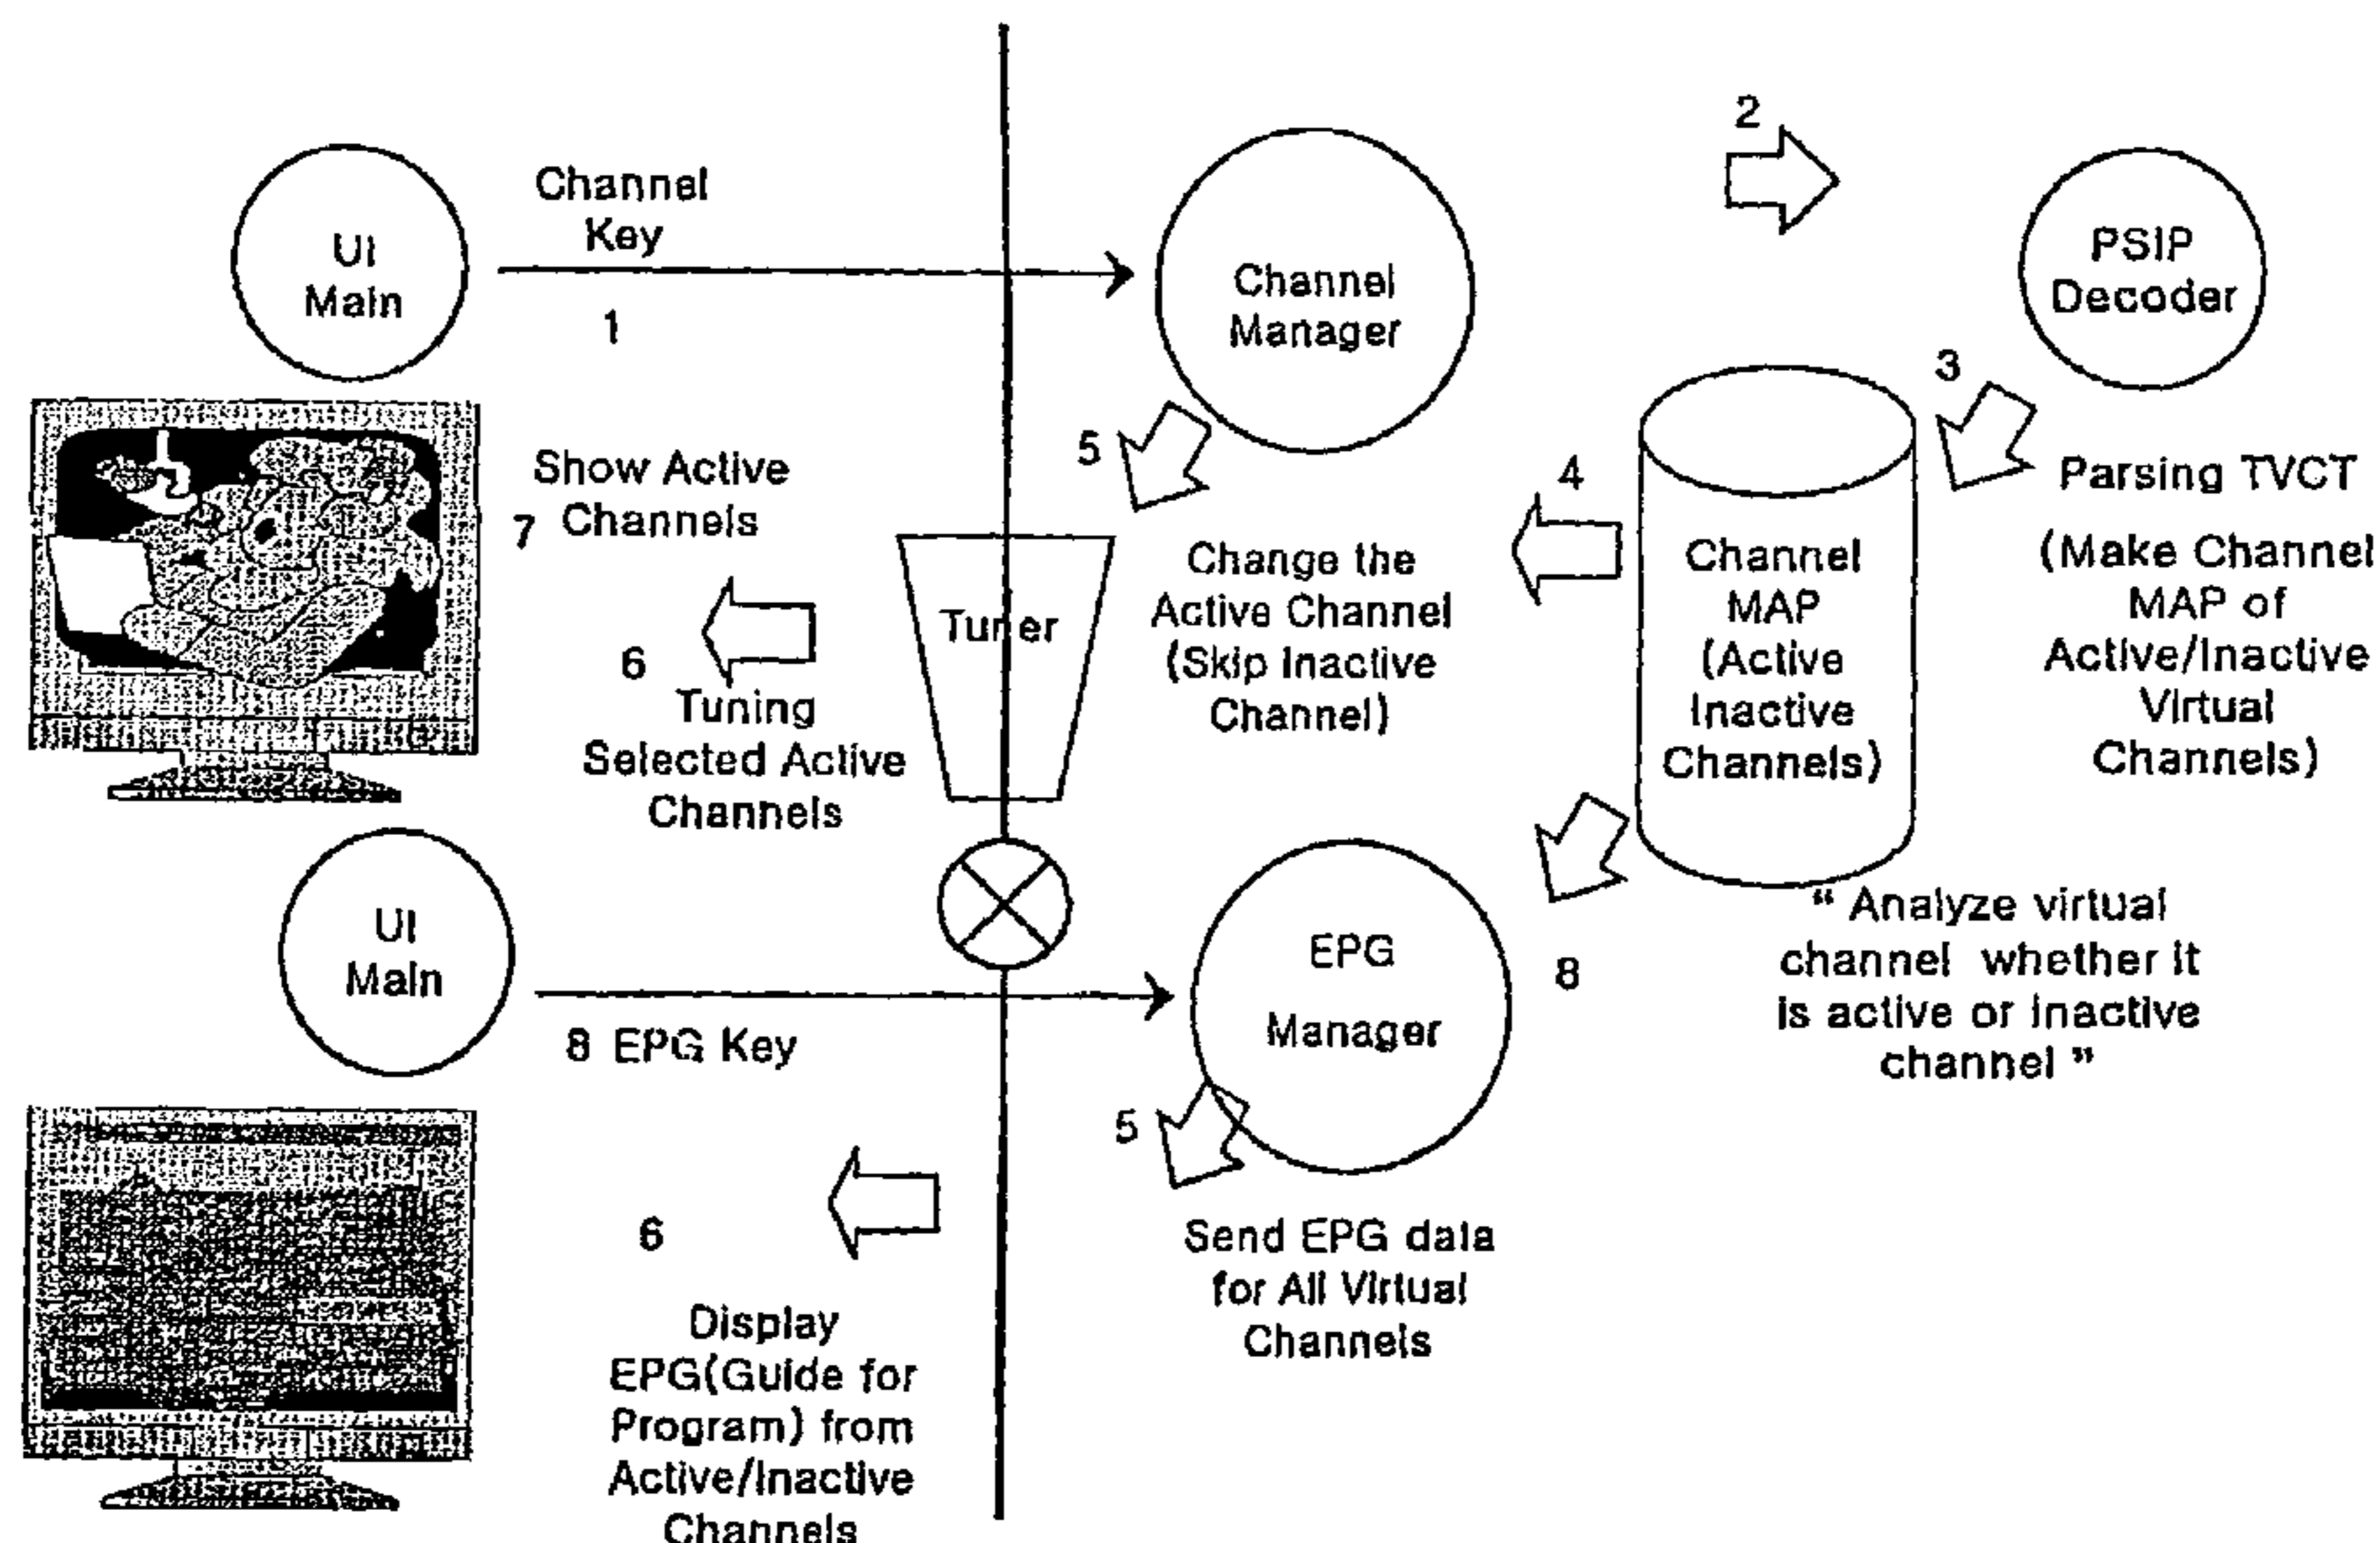 2
Channel
Key
UI
Main
1
Channel
Manager
PSIP
Decoder
3
5
4
Show Active
7 Channels
Parsing TVCT
(Make Channel
MAP of
Active/Inactive
Virtual
Channels)
Change the
Active Channel
(Skip Inactive
Channel)
Channel
MAP
(Active
Inactive
Channels)
Tuner
6
Tuning
Selected Active
Channels
UI
Main
EPG
Manager
8
" Analyze virtual
channel whether it
is active or inactive
channel "
8 EPG Key
5
6
Send EPG data
for All Virtual
Channels
Display
EPG(Guide for
Program) from
Active/Inactive
Channels